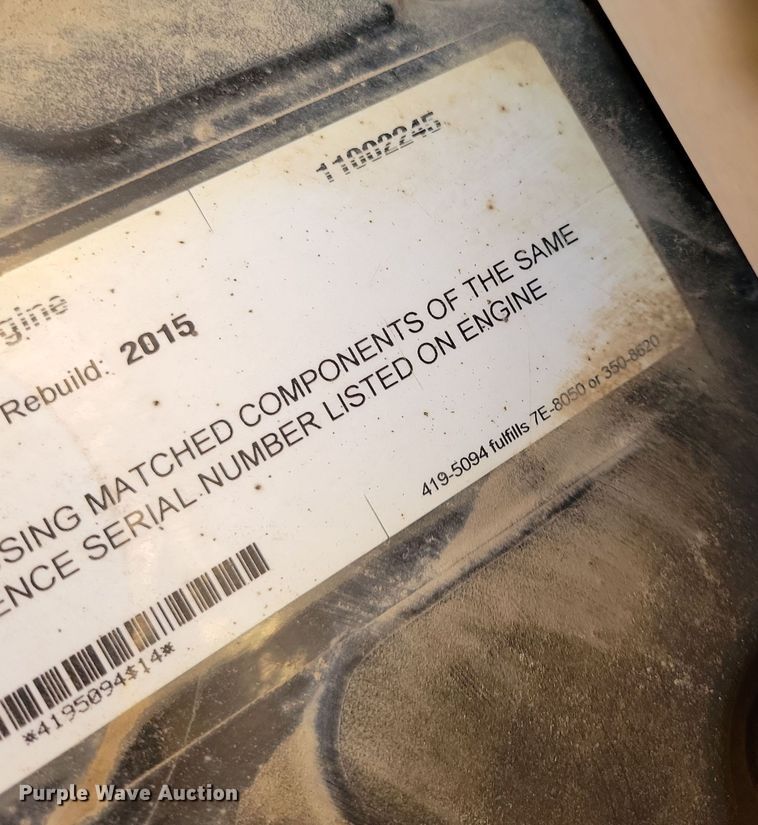 11002245
gine
Rebuild: 2015
SING MATCHED COMPONENTS OF THE SAME
ENCE SERIAL NUMBER LISTED ON ENGINE
419-5094 fulfills 7E-8050 or 350-8620
*4195094$14*
Purple Wave Auction